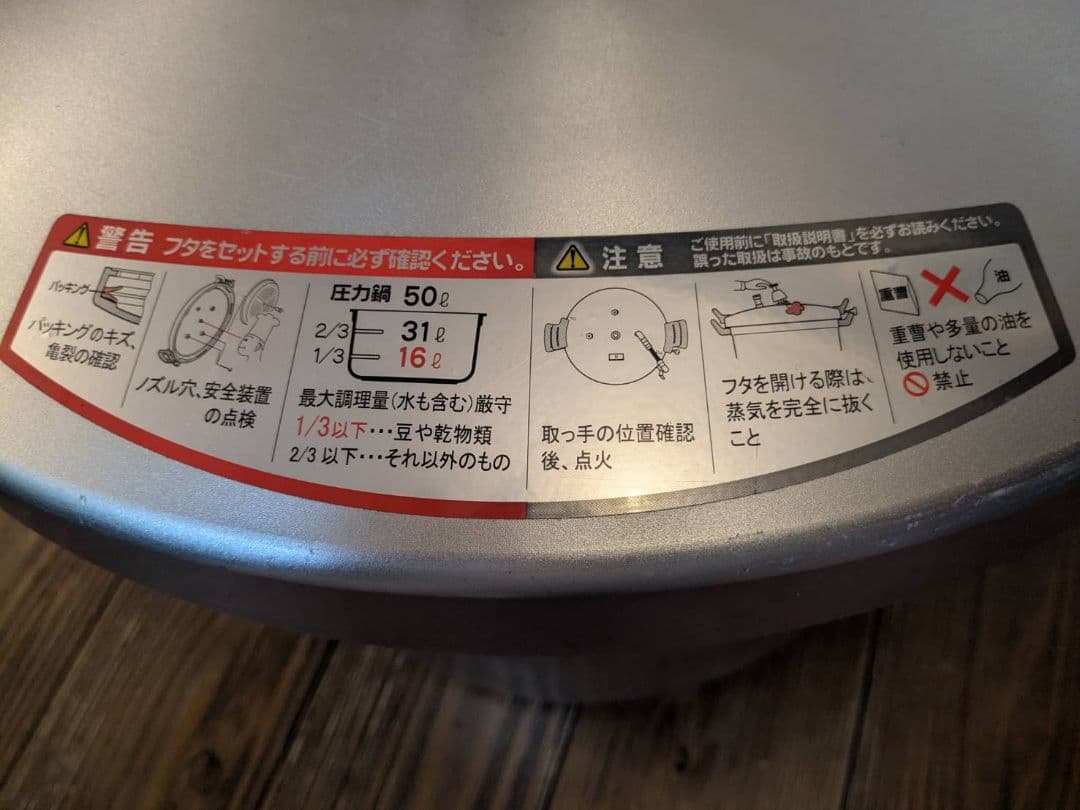 警告 フタをセットする前に必ず確認ください。
パッキング
パッキングのキズ、
亀裂の確認
ノズル穴、安全装置
の点検
圧力鍋 50ℓ
2/3 31ℓ
1/3 16ℓ
最大調理量(水も含む)厳守
1/3以下…豆や乾物類
2/3以下…それ以外のもの
注意 ご使用前に「取扱説明書」を必ずお読みください。
誤った取扱は事故のもとです。
取っ手の位置確認
後、点火
フタを開ける際は、
蒸気を完全に抜く
こと
重曹
油
重曹や多量の油を
使用しないこと
禁止